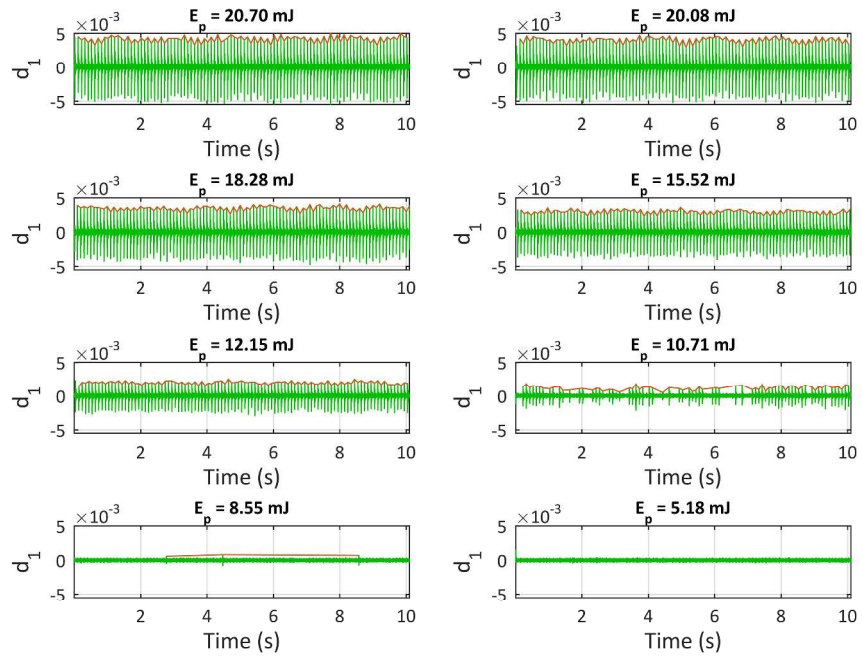 E_p = 20.70 mJ
×10^-3
5
0
-5
d_1
2 4 6 8 10
Time (s)
E_p = 20.08 mJ
×10^-3
5
0
-5
d_1
2 4 6 8 10
Time (s)
E_p = 18.28 mJ
×10^-3
5
0
-5
d_1
2 4 6 8 10
Time (s)
E_p = 15.52 mJ
×10^-3
5
0
-5
d_1
2 4 6 8 10
Time (s)
E_p = 12.15 mJ
×10^-3
5
0
-5
d_1
2 4 6 8 10
Time (s)
E_p = 10.71 mJ
×10^-3
5
0
-5
d_1
2 4 6 8 10
Time (s)
E_p = 8.55 mJ
×10^-3
5
0
-5
d_1
2 4 6 8 10
Time (s)
E_p = 5.18 mJ
×10^-3
5
0
-5
d_1
2 4 6 8 10
Time (s)